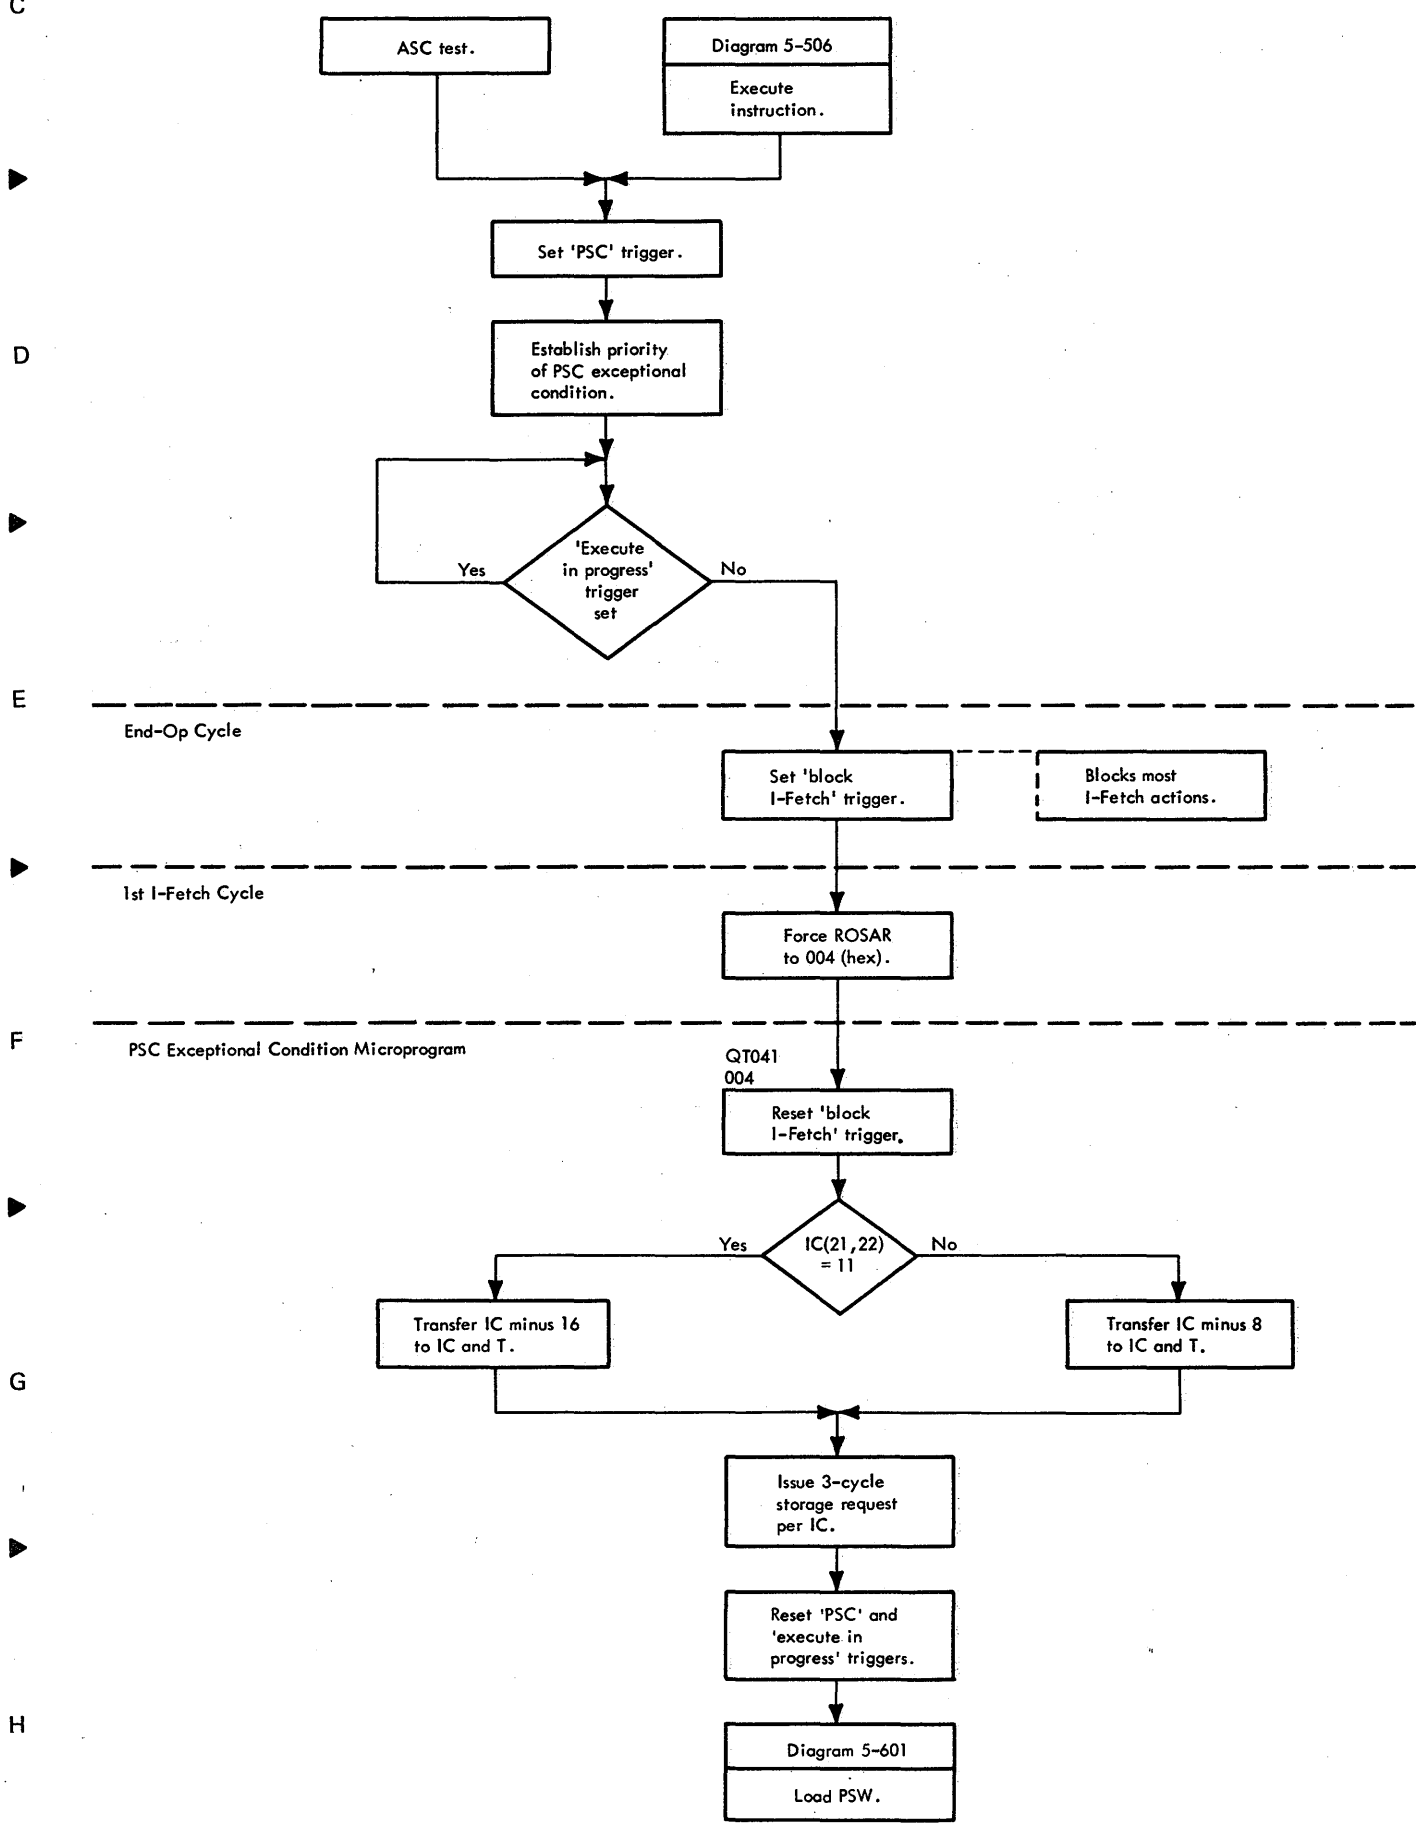 C
ASC test.
Diagram 5-506
Execute
instruction.
Set 'PSC' trigger.
D
Establish priority
of PSC exceptional
condition.
'Execute
in progress'
trigger
set
Yes
No
E
End-Op Cycle
Set 'block
I-Fetch' trigger.
Blocks most
I-Fetch actions.
1st I-Fetch Cycle
Force ROSAR
to 004 (hex).
F
PSC Exceptional Condition Microprogram
QT041
004
Reset 'block
I-Fetch' trigger.
Yes
IC(21,22)
= 11
No
Transfer IC minus 16
to IC and T.
Transfer IC minus 8
to IC and T.
G
Issue 3-cycle
storage request
per IC.
Reset 'PSC' and
'execute in
progress' triggers.
H
Diagram 5-601
Load PSW.